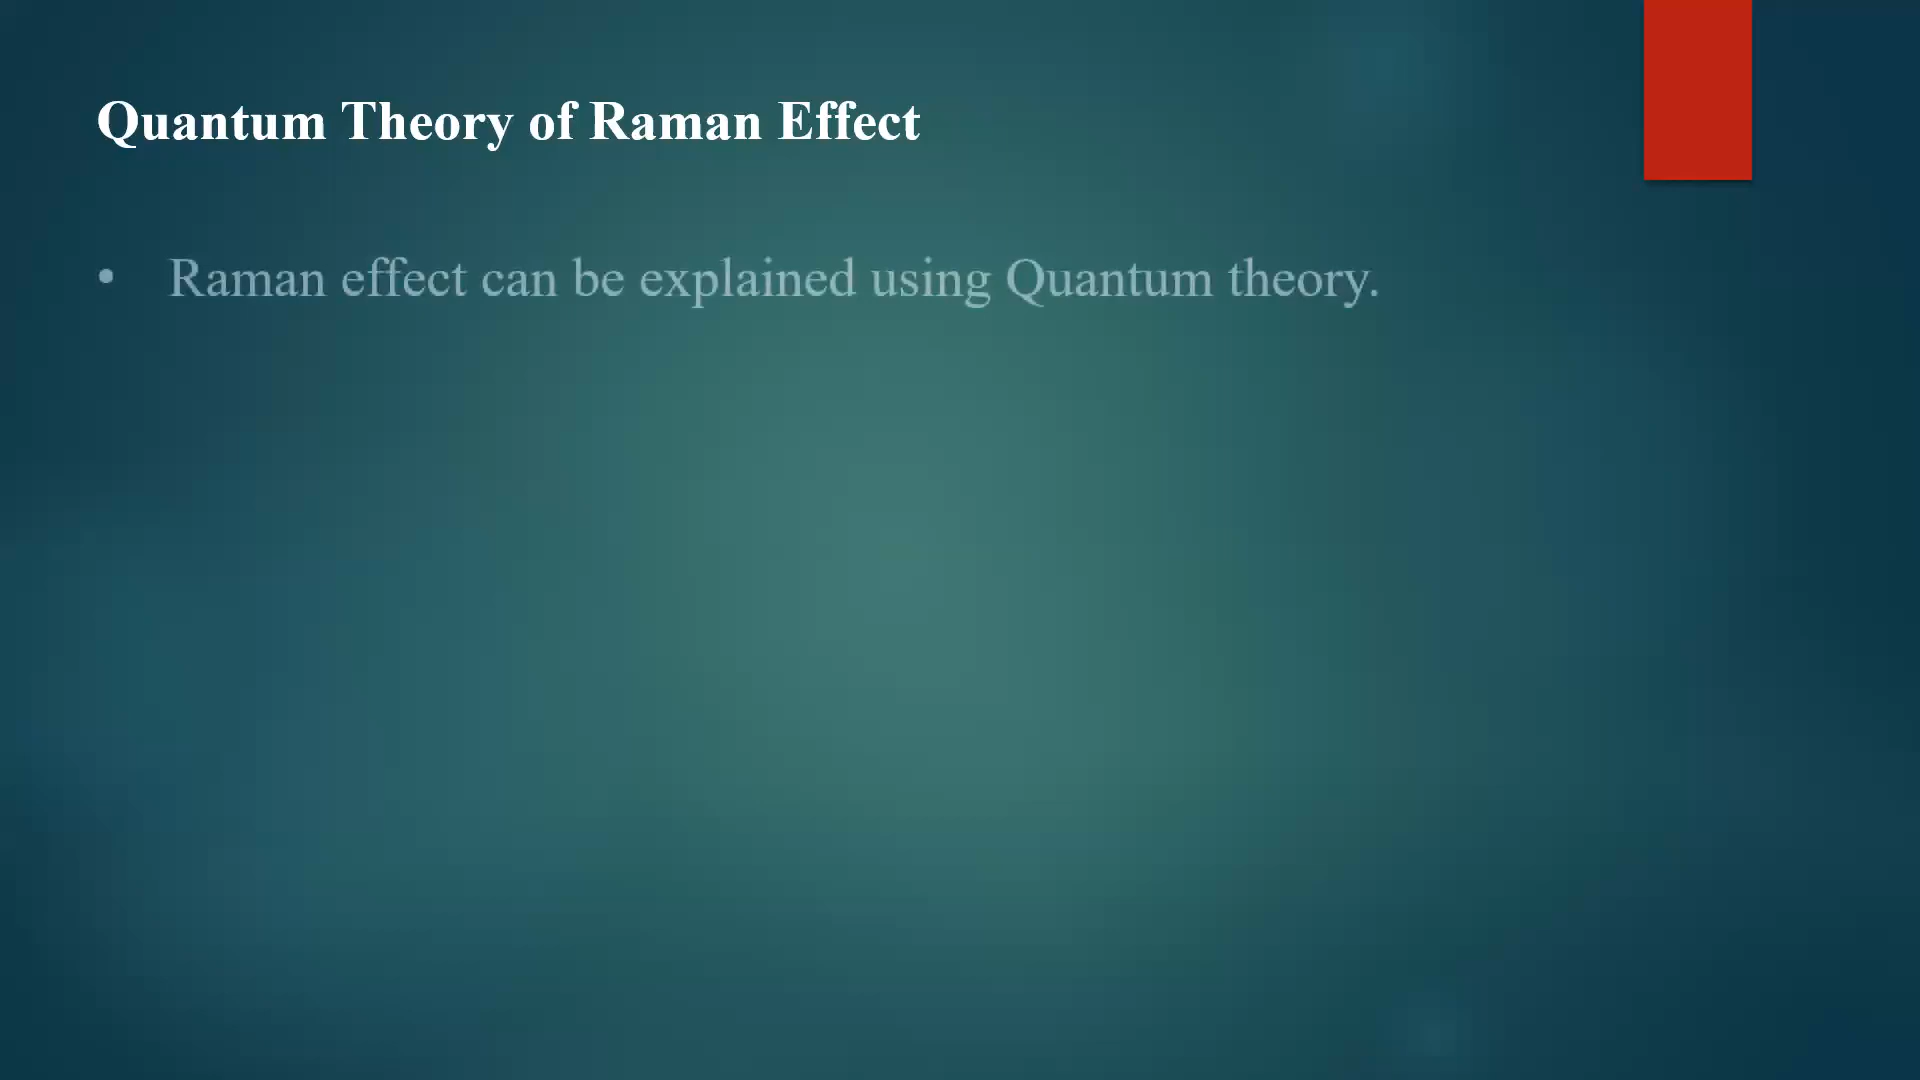 Quantum Theory of Raman Effect
• Raman effect can be explained using Quantum theory.